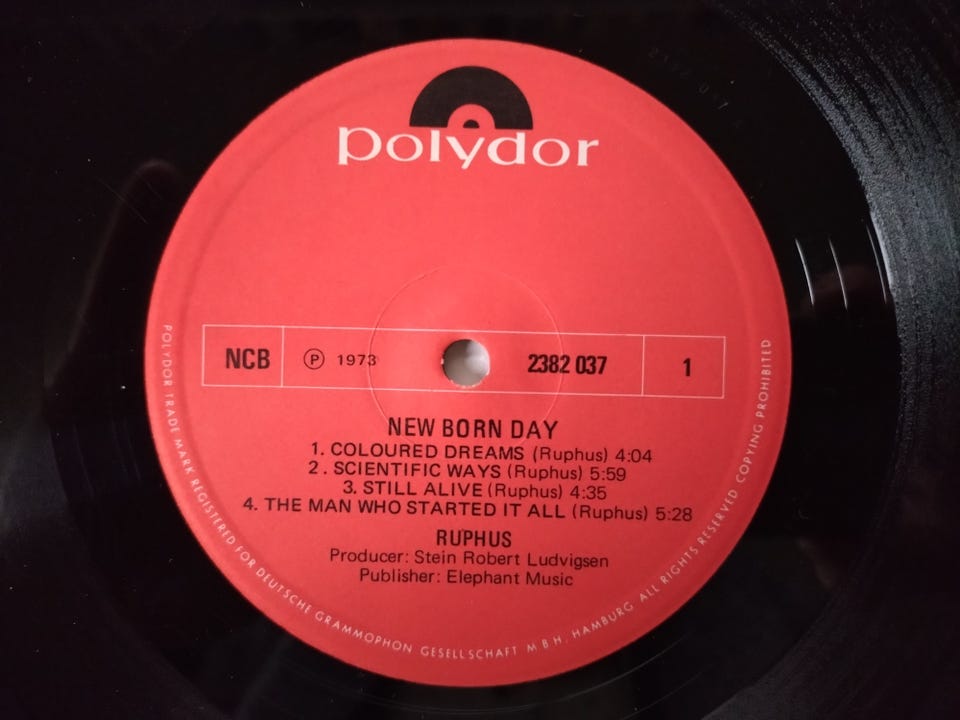 polydor
NCB ℗ 1973 2382 037 1
NEW BORN DAY
1. COLOURED DREAMS (Ruphus) 4:04
2. SCIENTIFIC WAYS (Ruphus) 5:59
3. STILL ALIVE (Ruphus) 4:35
4. THE MAN WHO STARTED IT ALL (Ruphus) 5:28
RUPHUS
Producer: Stein Robert Ludvigsen
Publisher: Elephant Music
POLYDOR TRADE MARK REGISTERED FOR DEUTSCHE GRAMMOPHON GESELLSCHAFT M B H. HAMBURG ALL RIGHTS RESERVED COPYING PROHIBITED